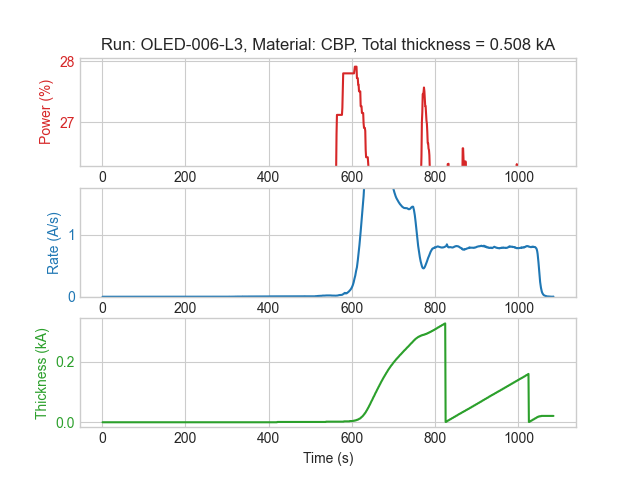 Run: OLED-006-L3, Material: CBP, Total thickness = 0.508 kA
Power (%)
28
27
0 200 400 600 800 1000
Rate (A/s)
1
0
0 200 400 600 800 1000
Thickness (kA)
0.2
0.0
0 200 400 600 800 1000
Time (s)